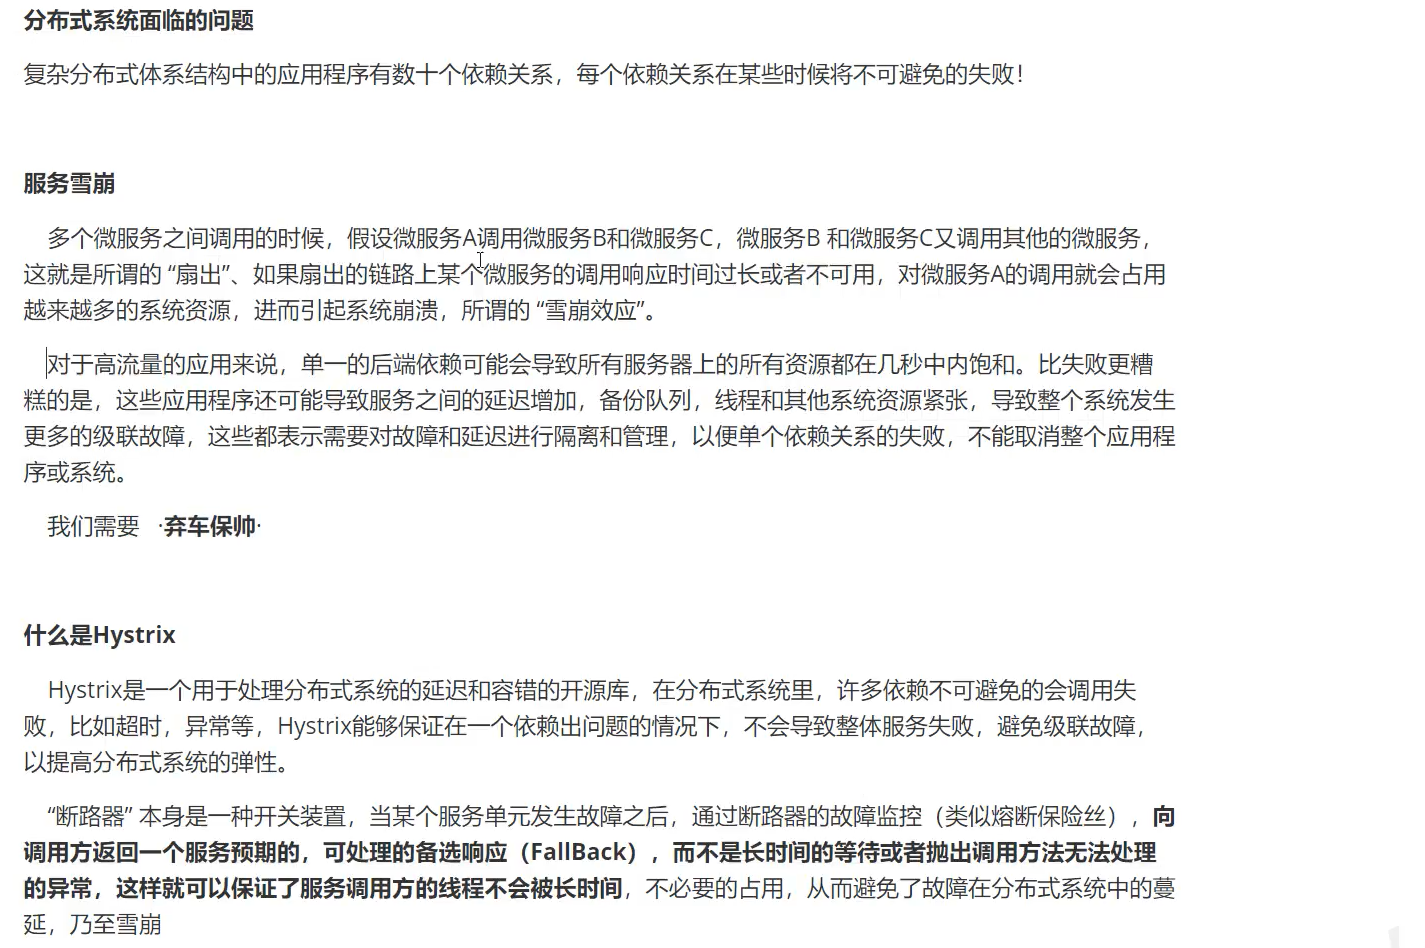 分布式系统面临的问题
复杂分布式体系结构中的应用程序有数十个依赖关系，每个依赖关系在某些时候将不可避免的失败！
服务雪崩
多个微服务之间调用的时候，假设微服务A调用微服务B和微服务C，微服务B 和微服务C又调用其他的微服务，
这就是所谓的 “扇出”、如果扇出的链路上某个微服务的调用响应时间过长或者不可用，对微服务A的调用就会占用
越来越多的系统资源，进而引起系统崩溃，所谓的 “雪崩效应”。
对于高流量的应用来说，单一的后端依赖可能会导致所有服务器上的所有资源都在几秒中内饱和。比失败更糟
糕的是，这些应用程序还可能导致服务之间的延迟增加，备份队列，线程和其他系统资源紧张，导致整个系统发生
更多的级联故障，这些都表示需要对故障和延迟进行隔离和管理，以便单个依赖关系的失败，不能取消整个应用程
序或系统。
我们需要 ·弃车保帅·
什么是Hystrix
Hystrix是一个用于处理分布式系统的延迟和容错的开源库，在分布式系统里，许多依赖不可避免的会调用失
败，比如超时，异常等，Hystrix能够保证在一个依赖出问题的情况下，不会导致整体服务失败，避免级联故障，
以提高分布式系统的弹性。
“断路器” 本身是一种开关装置，当某个服务单元发生故障之后，通过断路器的故障监控（类似熔断保险丝），向
调用方返回一个服务预期的，可处理的备选响应（FallBack），而不是长时间的等待或者抛出调用方法无法处理
的异常，这样就可以保证了服务调用方的线程不会被长时间，不必要的占用，从而避免了故障在分布式系统中的蔓
延，乃至雪崩